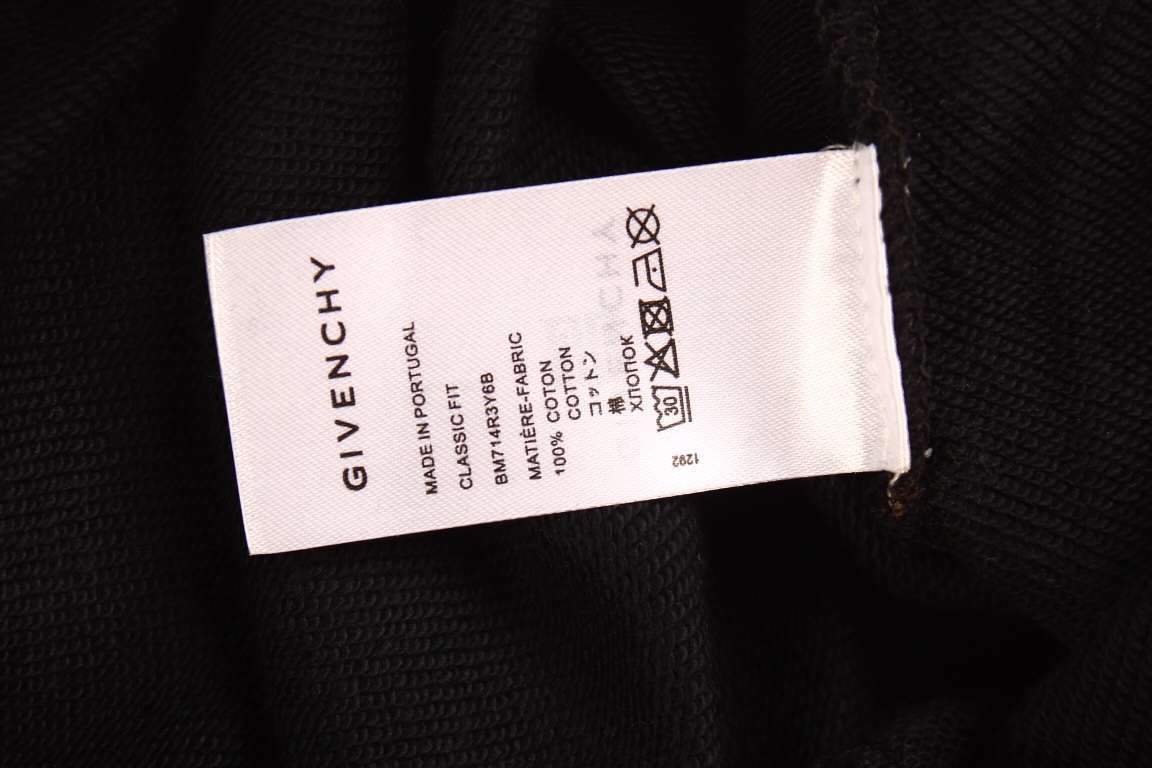 GIVENCHY
MADE IN PORTUGAL
CLASSIC FIT
BM714R3Y6B
MATIÈRE-FABRIC
100% COTON
COTTON
コットン
棉
ХЛОПОК
30
1292